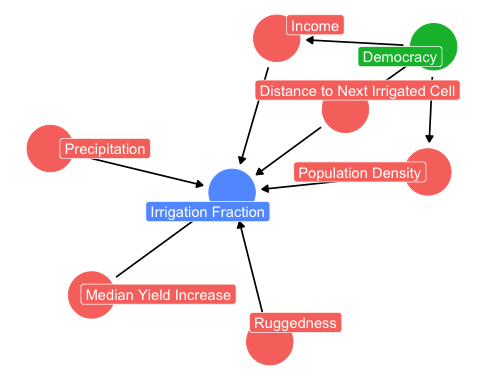 Income
Democracy
Distance to Next Irrigated Cell
Precipitation
Population Density
Irrigation Fraction
Median Yield Increase
Ruggedness